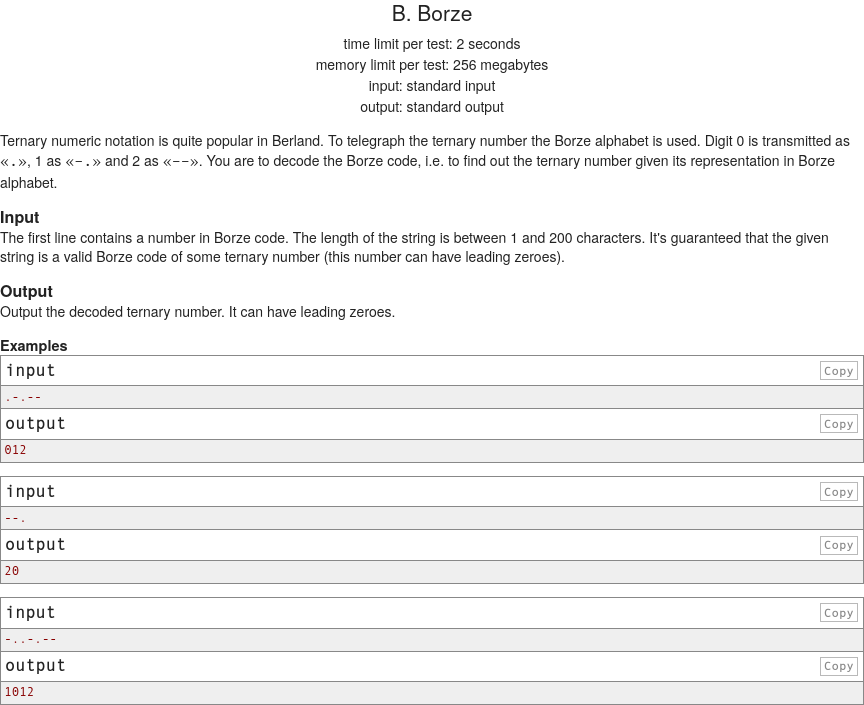 B. Borze
time limit per test: 2 seconds
memory limit per test: 256 megabytes
input: standard input
output: standard output
Ternary numeric notation is quite popular in Berland. To telegraph the ternary number the Borze alphabet is used. Digit 0 is transmitted as
«.», 1 as «-.» and 2 as «--». You are to decode the Borze code, i.e. to find out the ternary number given its representation in Borze
alphabet.
Input
The first line contains a number in Borze code. The length of the string is between 1 and 200 characters. It's guaranteed that the given
string is a valid Borze code of some ternary number (this number can have leading zeroes).
Output
Output the decoded ternary number. It can have leading zeroes.
Examples
input Copy
.-.--
output Copy
012
input Copy
--.
output Copy
20
input Copy
-..-.--
output Copy
1012